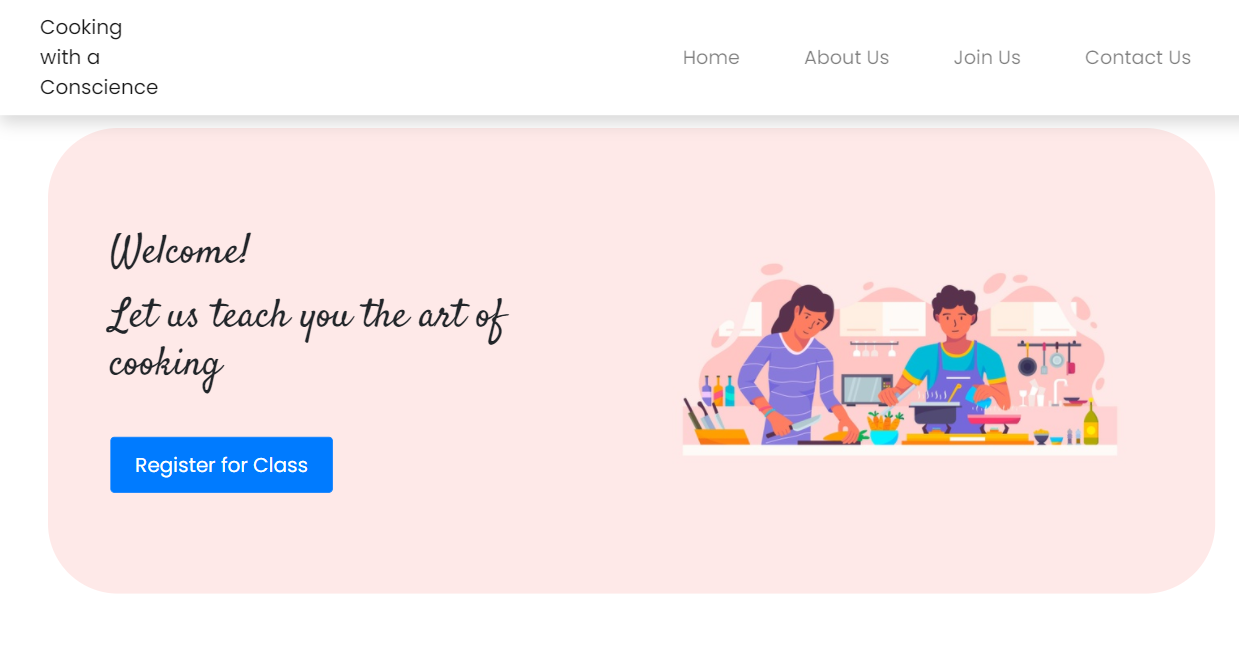 Cooking
with a
Conscience
Home About Us Join Us Contact Us
Welcome!
Let us teach you the art of
cooking
Register for Class